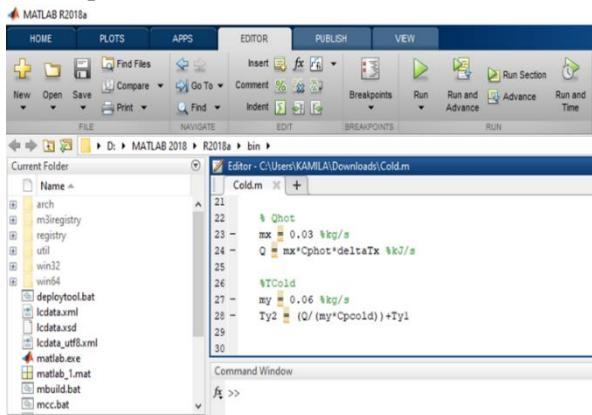 MATLAB R2018a
HOME PLOTS APPS EDITOR PUBLISH VIEW
New Open Save Find Files Compare Print Go To Find Insert fx Comment % Indent Breakpoints Run Run and Advance Run Section Advance Run and Time
FILE NAVIGATE EDIT BREAKPOINTS RUN
D: MATLAB 2018 R2018a bin
Current Folder
Name
arch
m3iregistry
registry
util
win32
win64
deploytool.bat
lcdata.xml
lcdata.xsd
lcdata_utf8.xml
matlab.exe
matlab_1.mat
mbuild.bat
mcc.bat
Editor - C:\Users\KAMILA\Downloads\Cold.m
Cold.m × +
21
22 % Qhot
23 - mx = 0.03 %kg/s
24 - Q = mx*Cphot*deltaTx %kJ/s
25
26 %TCold
27 - my = 0.06 %kg/s
28 - Ty2 = (Q/(my*Cpcold))+Ty1
29
30
Command Window
fx >>